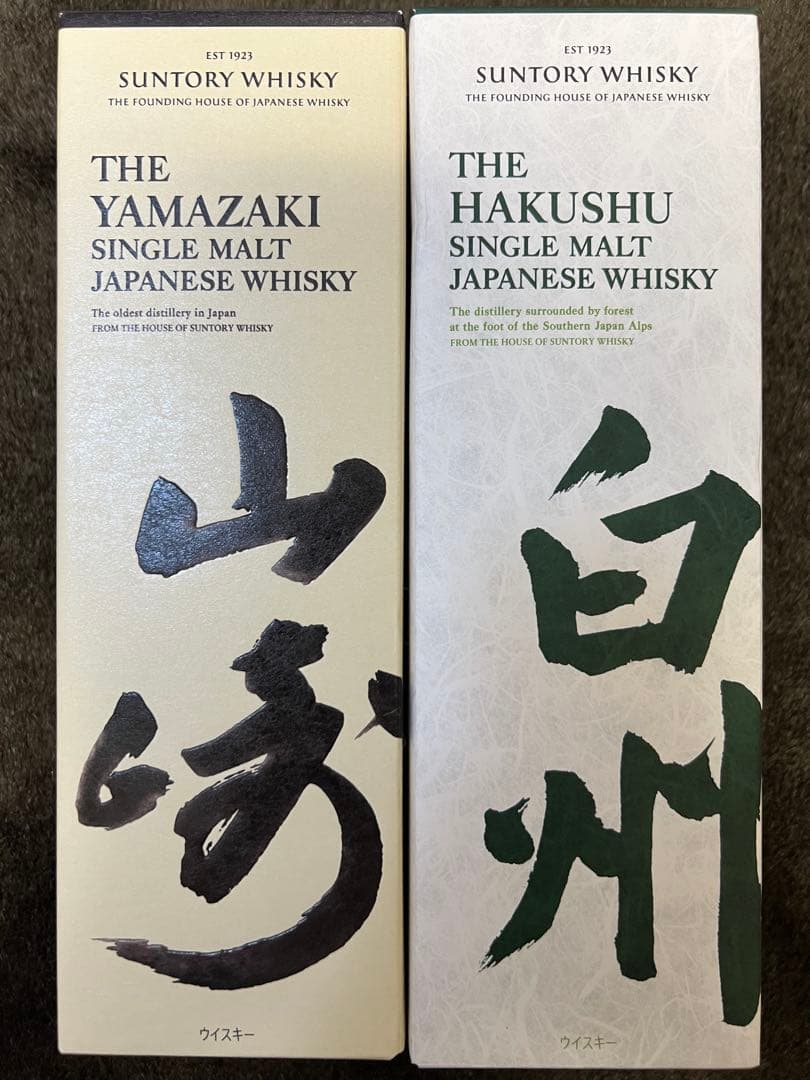 EST 1923
SUNTORY WHISKY
THE FOUNDING HOUSE OF JAPANESE WHISKY
THE
YAMAZAKI
SINGLE MALT
JAPANESE WHISKY
The oldest distillery in Japan
FROM THE HOUSE OF SUNTORY WHISKY
山
崎
ウイスキー
EST 1923
SUNTORY WHISKY
THE FOUNDING HOUSE OF JAPANESE WHISKY
THE
HAKUSHU
SINGLE MALT
JAPANESE WHISKY
The distillery surrounded by forest
at the foot of the Southern Japan Alps
FROM THE HOUSE OF SUNTORY WHISKY
白
州
ウイスキー